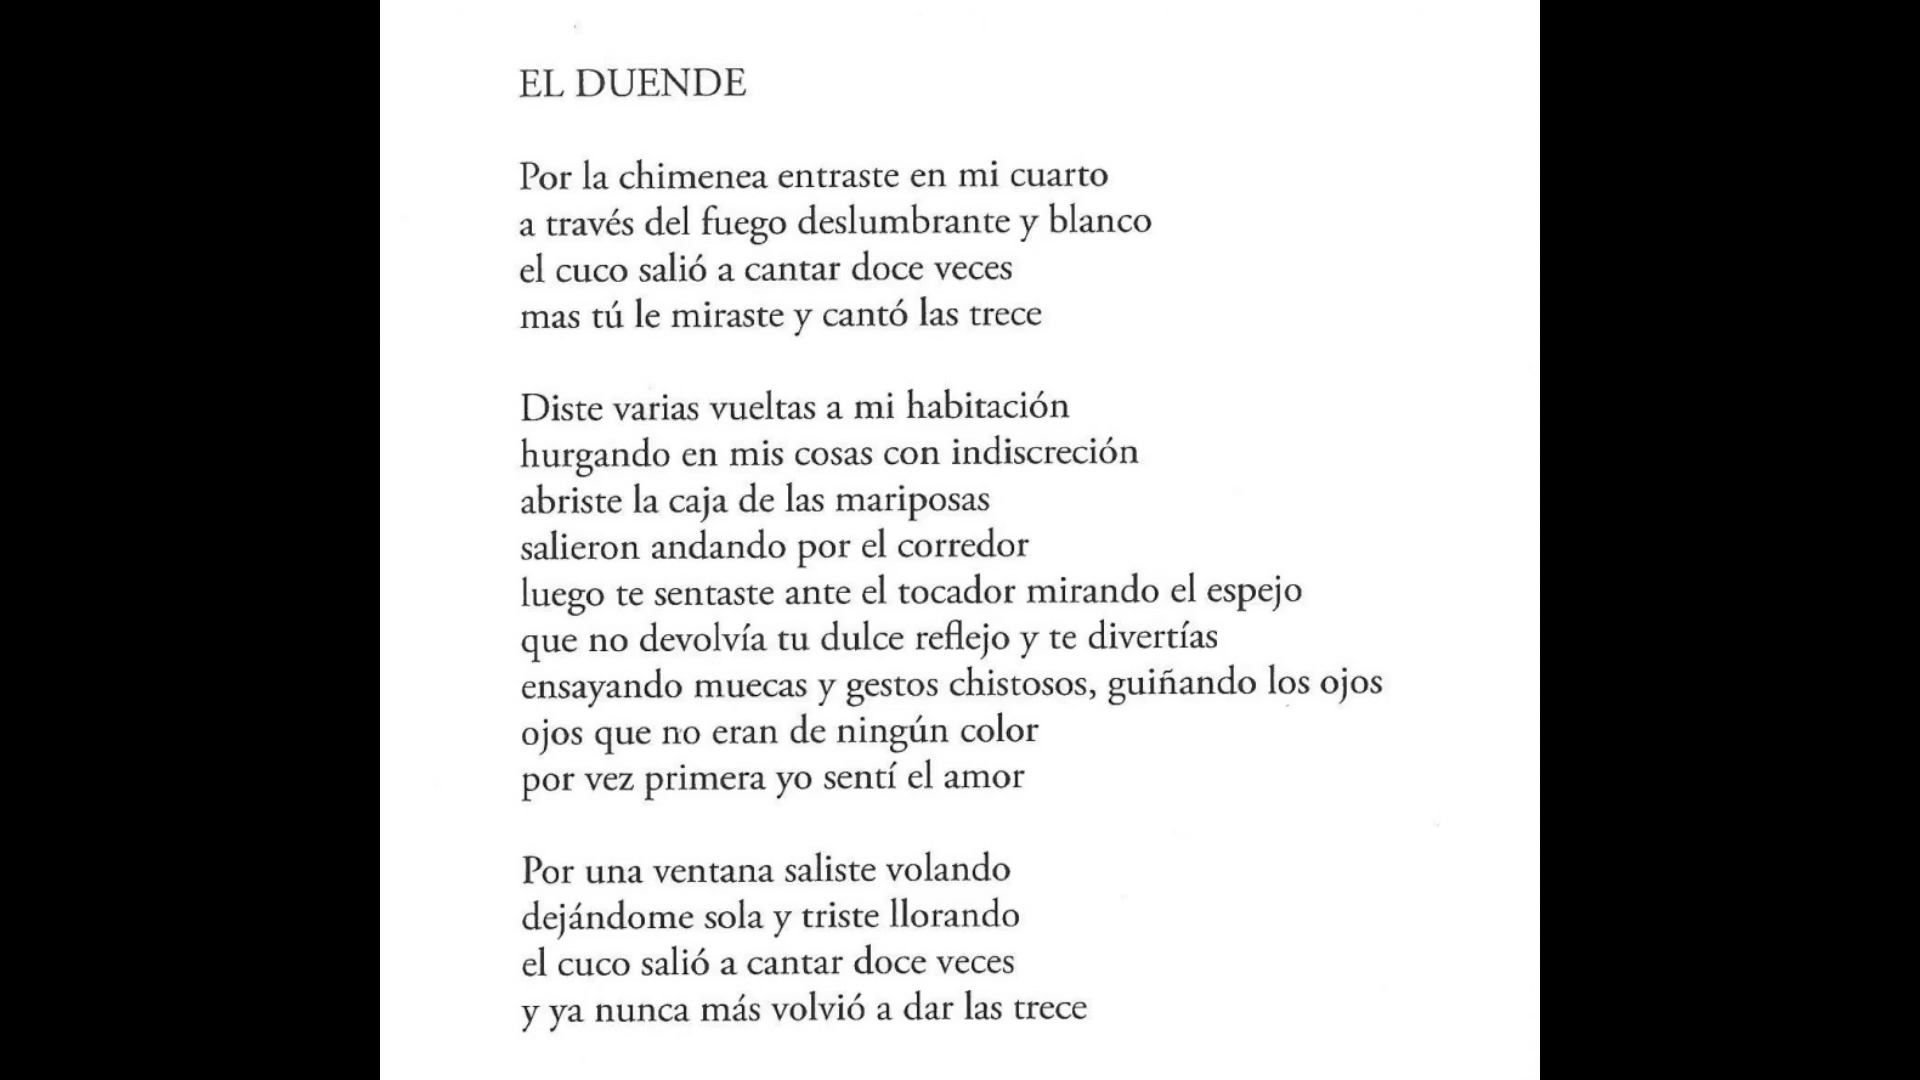 EL DUENDE
Por la chimenea entraste en mi cuarto
a través del fuego deslumbrante y blanco
el cuco salió a cantar doce veces
mas tú le miraste y cantó las trece
Diste varias vueltas a mi habitación
hurgando en mis cosas con indiscreción
abriste la caja de las mariposas
salieron andando por el corredor
luego te sentaste ante el tocador mirando el espejo
que no devolvía tu dulce reflejo y te divertías
ensayando muecas y gestos chistosos, guiñando los ojos
ojos que no eran de ningún color
por vez primera yo sentí el amor
Por una ventana saliste volando
dejándome sola y triste llorando
el cuco salió a cantar doce veces
y ya nunca más volvió a dar las trece